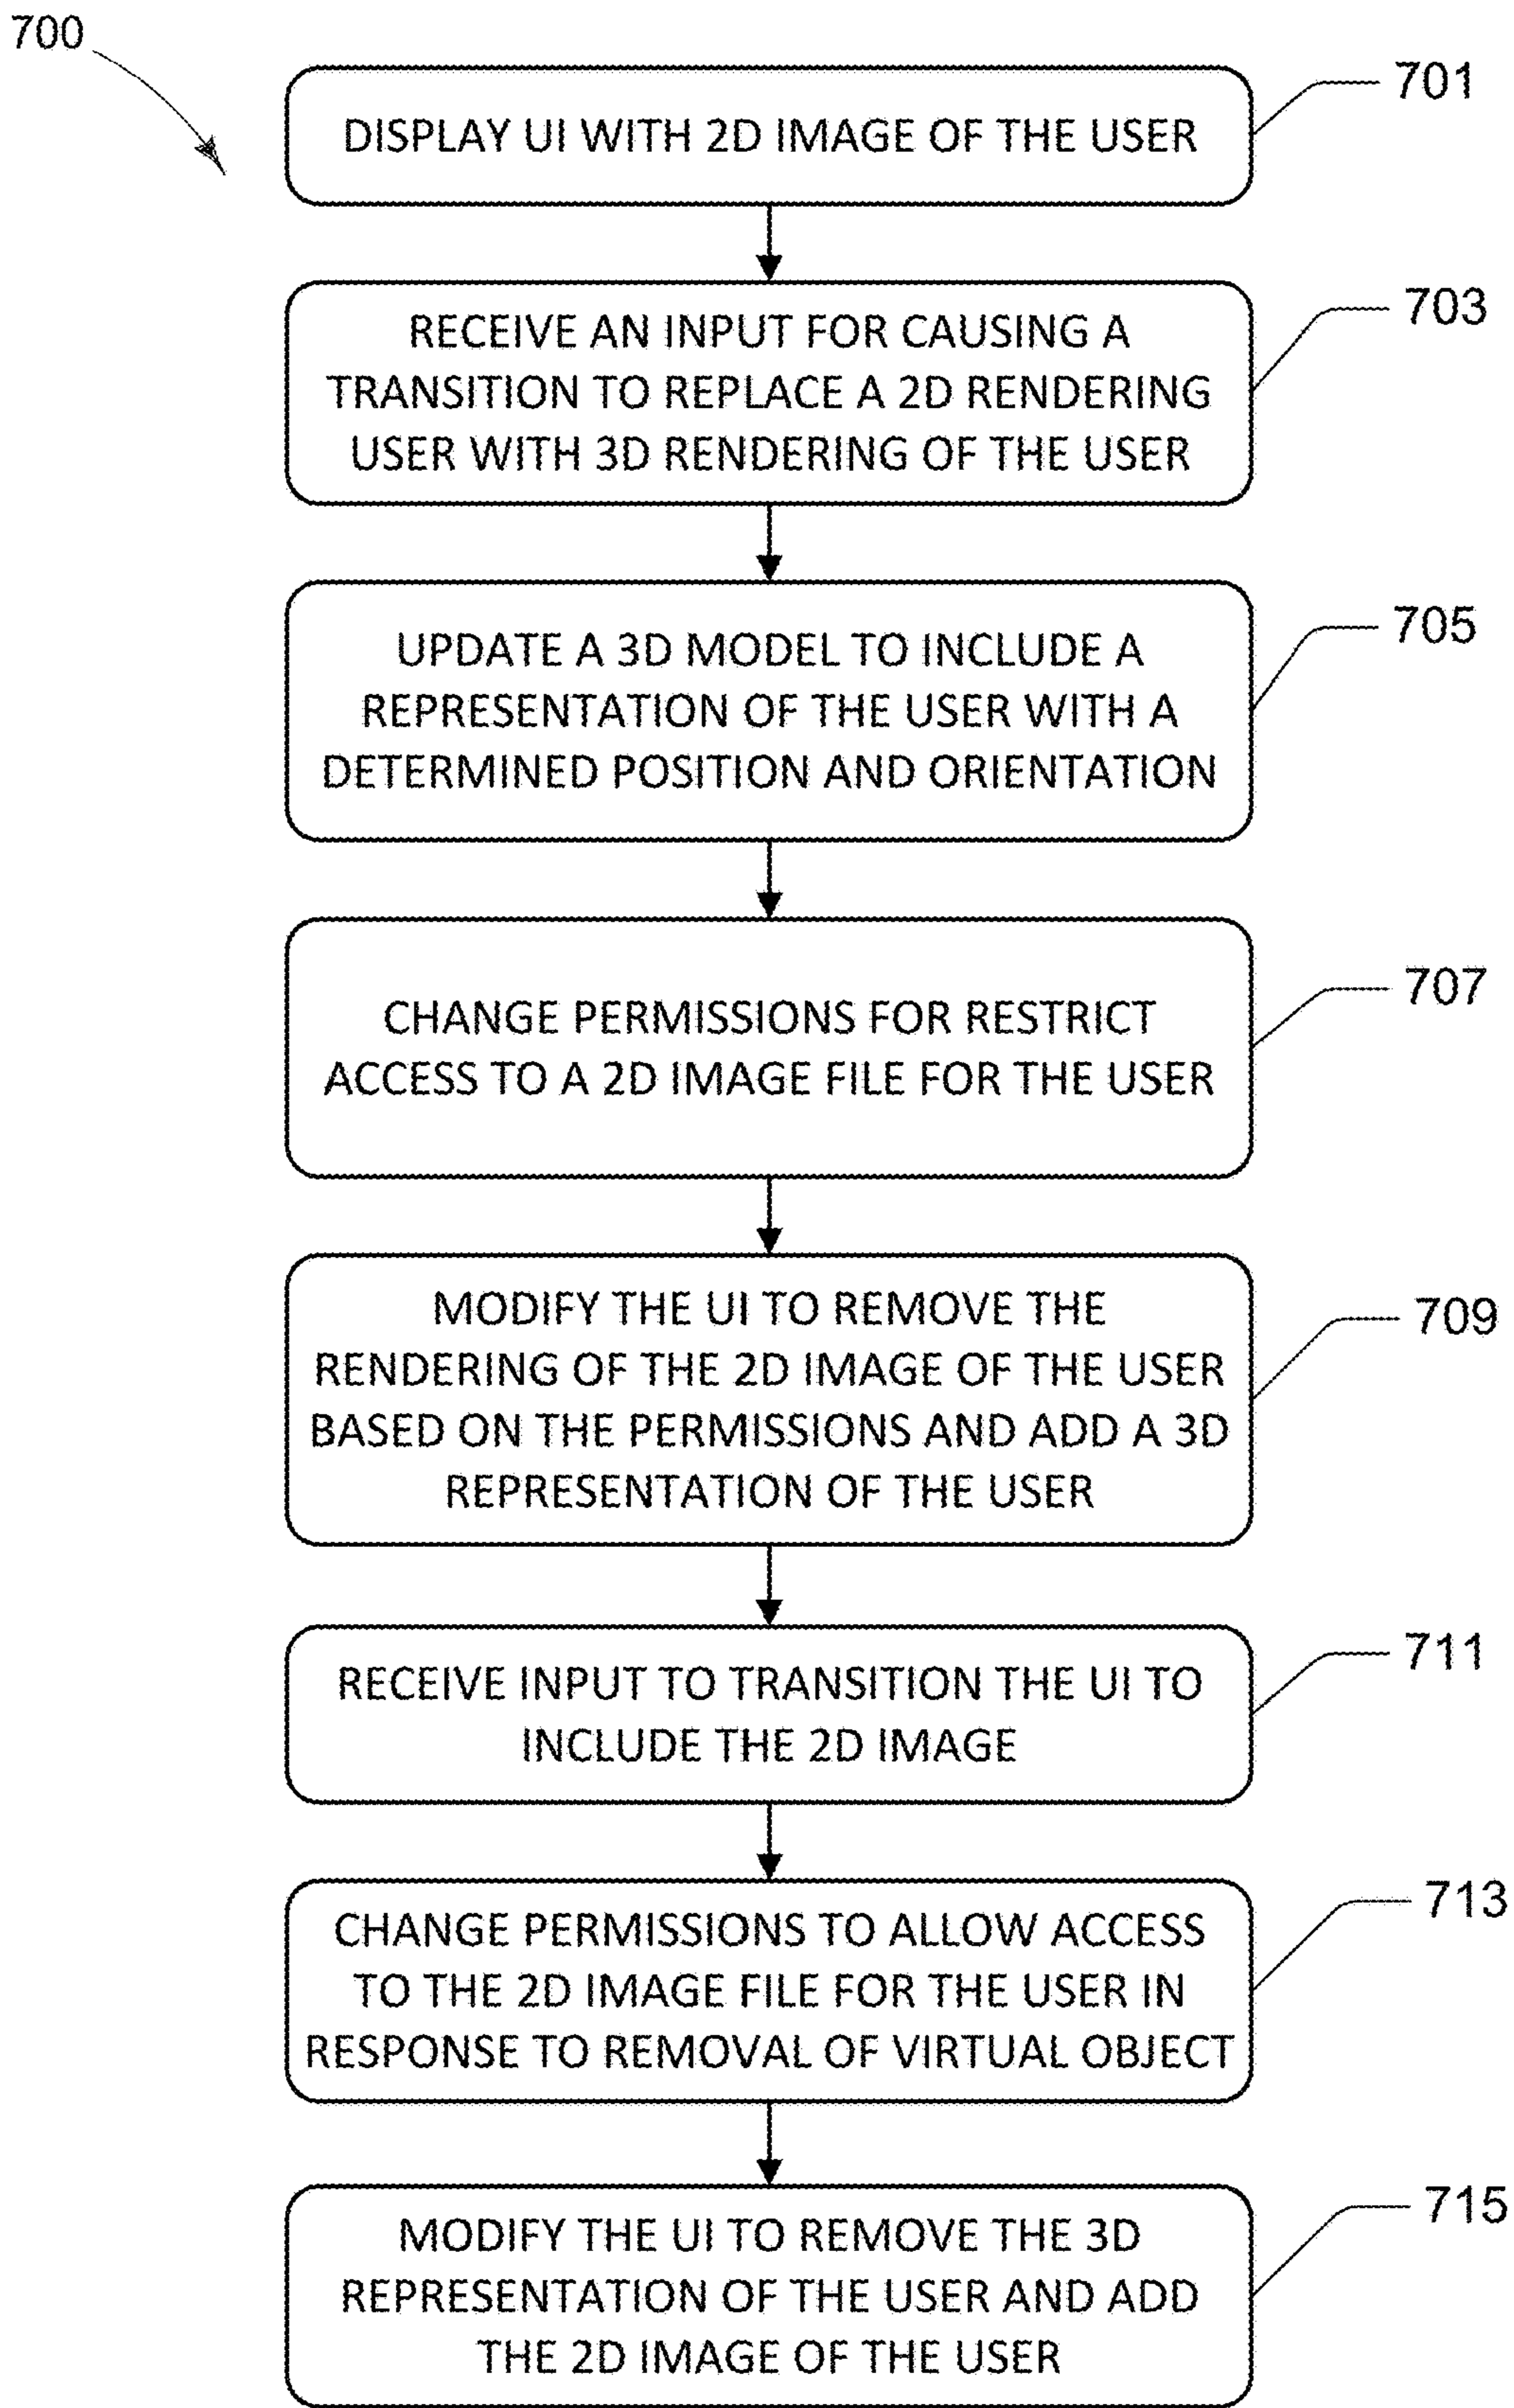 700
701
DISPLAY UI WITH 2D IMAGE OF THE USER
703
RECEIVE AN INPUT FOR CAUSING A
TRANSITION TO REPLACE A 2D RENDERING
USER WITH 3D RENDERING OF THE USER
705
UPDATE A 3D MODEL TO INCLUDE A
REPRESENTATION OF THE USER WITH A
DETERMINED POSITION AND ORIENTATION
707
CHANGE PERMISSIONS FOR RESTRICT
ACCESS TO A 2D IMAGE FILE FOR THE USER
709
MODIFY THE UI TO REMOVE THE
RENDERING OF THE 2D IMAGE OF THE USER
BASED ON THE PERMISSIONS AND ADD A 3D
REPRESENTATION OF THE USER
711
RECEIVE INPUT TO TRANSITION THE UI TO
INCLUDE THE 2D IMAGE
713
CHANGE PERMISSIONS TO ALLOW ACCESS
TO THE 2D IMAGE FILE FOR THE USER IN
RESPONSE TO REMOVAL OF VIRTUAL OBJECT
715
MODIFY THE UI TO REMOVE THE 3D
REPRESENTATION OF THE USER AND ADD
THE 2D IMAGE OF THE USER